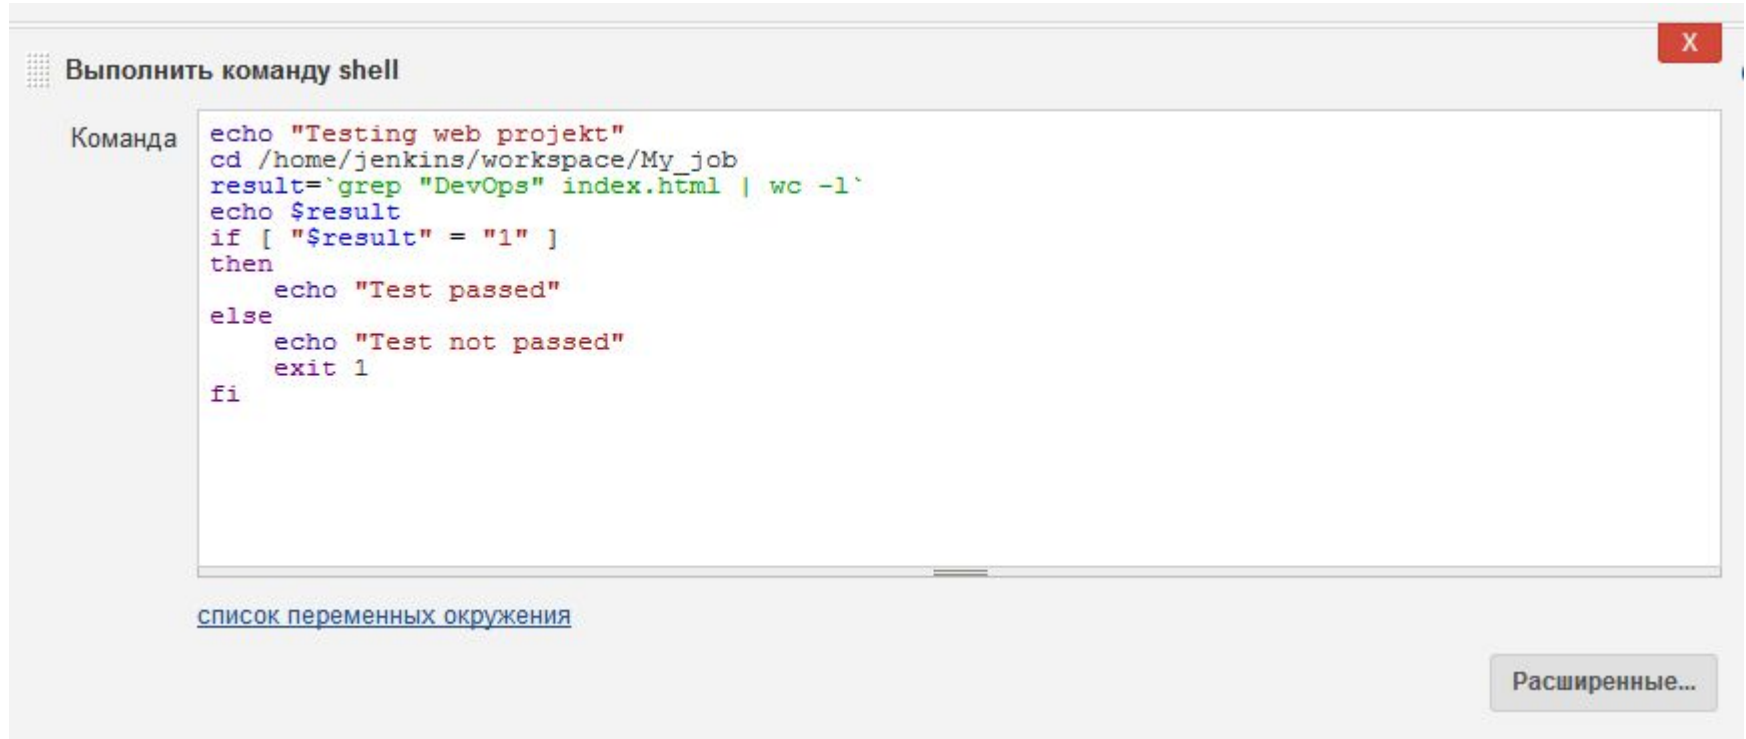 X
Выполнить команду shell
Команда
echo "Testing web projekt"
cd /home/jenkins/workspace/My_job
result=`grep "DevOps" index.html | wc -l`
echo $result
if [ "$result" = "1" ]
then
    echo "Test passed"
else
    echo "Test not passed"
    exit 1
fi
список переменных окружения
Расширенные...